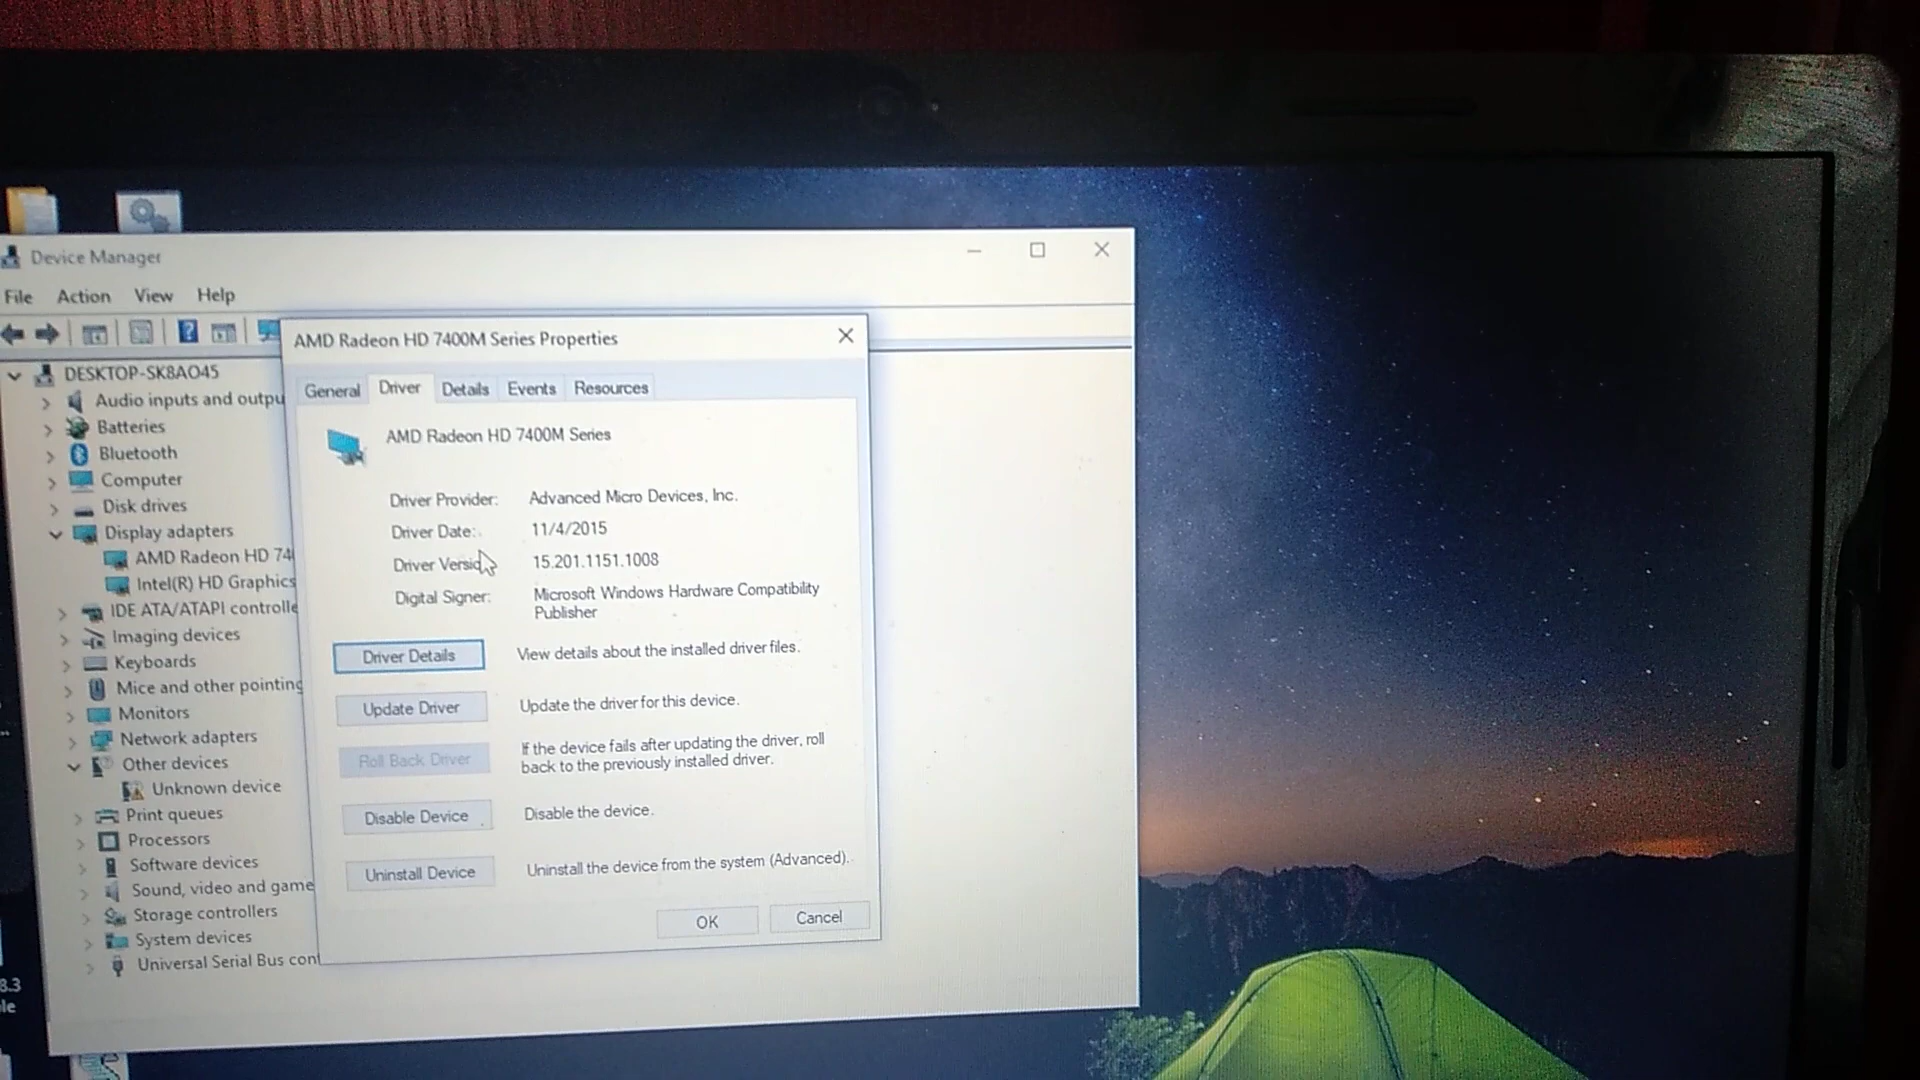 Device Manager
File Action View Help
AMD Radeon HD 7400M Series Properties
General Driver Details Events Resources
AMD Radeon HD 7400M Series
Driver Provider: Advanced Micro Devices, Inc.
Driver Date: 11/4/2015
Driver Versio 15.201.1151.1008
Digital Signer: Microsoft Windows Hardware Compatibility
Publisher
Driver Details View details about the installed driver files.
Update Driver Update the driver for this device.
Roll Back Driver If the device fails after updating the driver, roll
back to the previously installed driver.
Disable Device Disable the device.
Uninstall Device Uninstall the device from the system (Advanced).
OK Cancel
DESKTOP-SK8AO45
Audio inputs and outpu
Batteries
Bluetooth
Computer
Disk drives
Display adapters
AMD Radeon HD 74
Intel(R) HD Graphics
IDE ATA/ATAPI controlle
Imaging devices
Keyboards
Mice and other pointing
Monitors
Network adapters
Other devices
Unknown device
Print queues
Processors
Software devices
Sound, video and game
Storage controllers
System devices
Universal Serial Bus cont
8.3
le